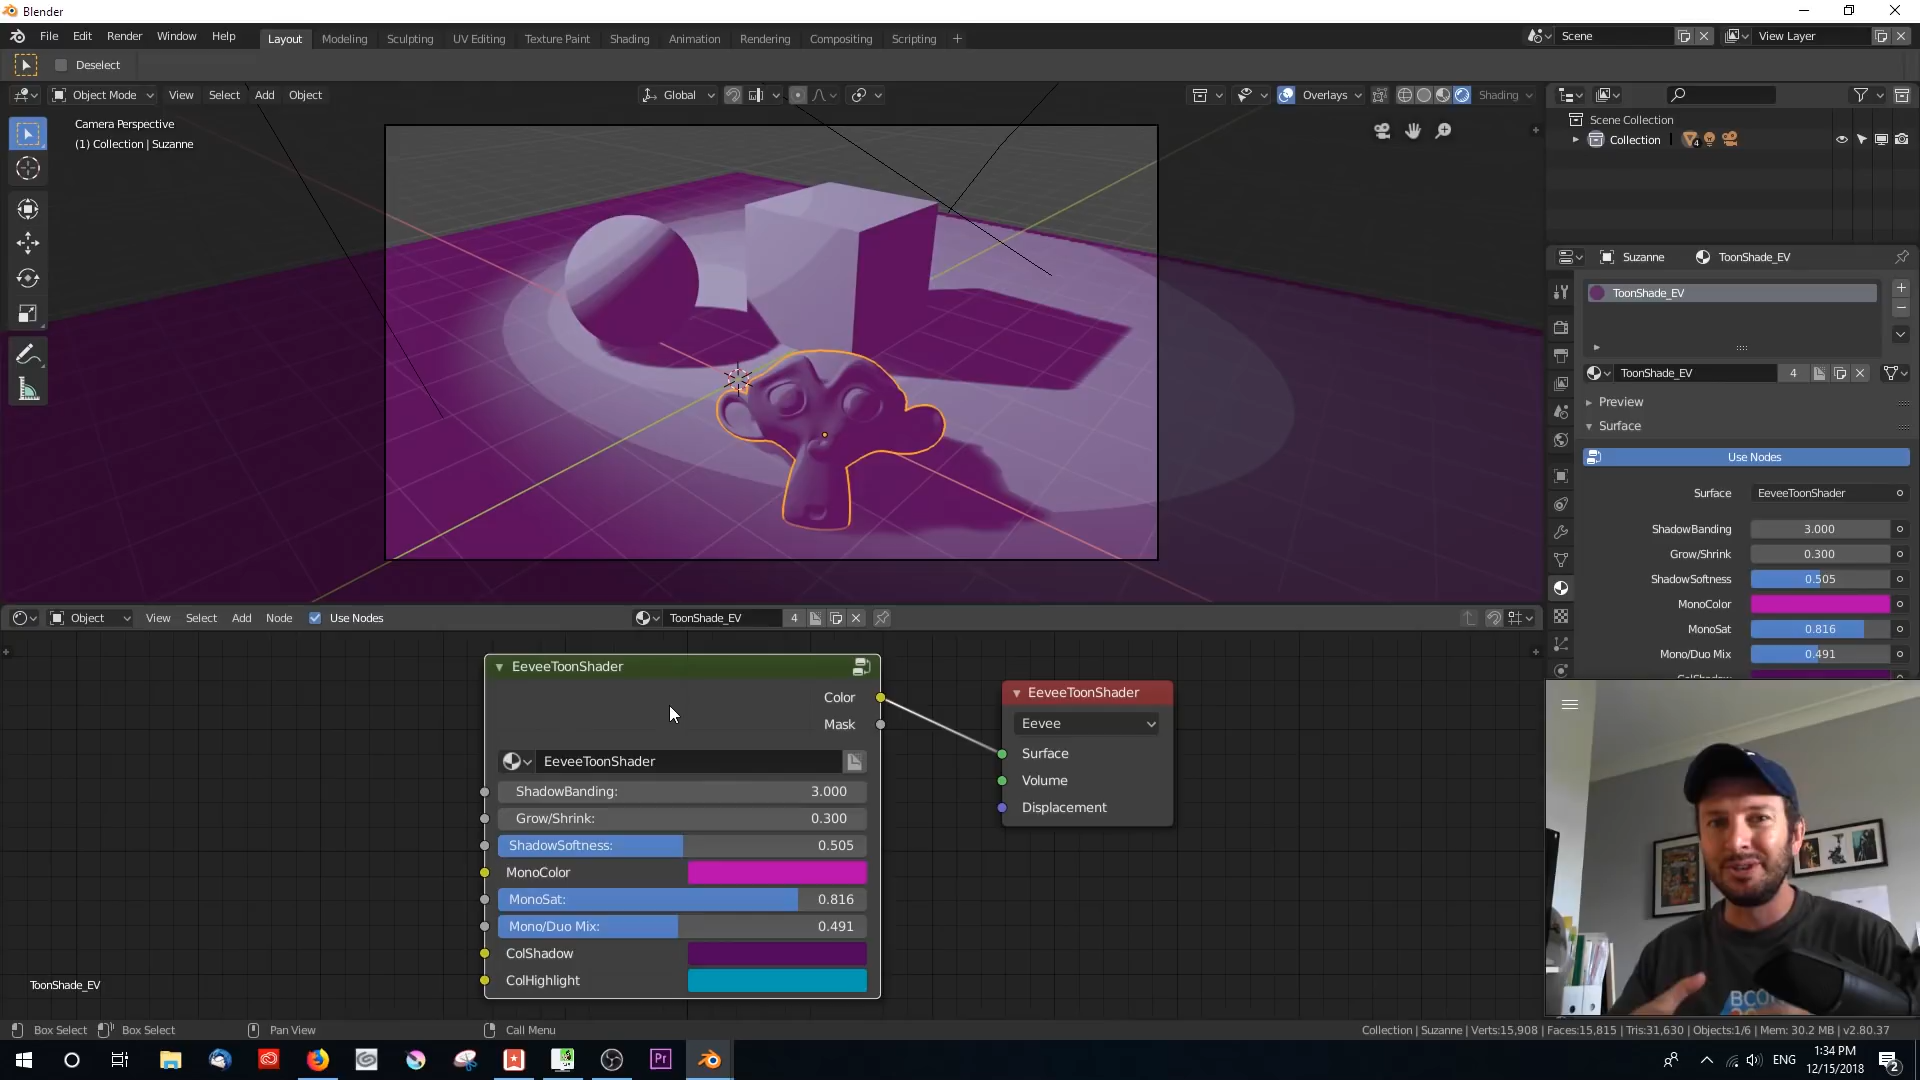 Blender
File Edit Render Window Help
Layout Modeling Sculpting UV Editing Texture Paint Shading Animation Rendering Compositing Scripting +
Scene
View Layer
Deselect
Object Mode View Select Add Object
Global
Overlays
Shading
Camera Perspective
(1) Collection | Suzanne
Scene Collection
Collection
4
Suzanne
ToonShade_EV
ToonShade_EV
ToonShade_EV 4
Preview
Surface
Use Nodes
Surface EeveeToonShader
ShadowBanding 3.000
Grow/Shrink 0.300
ShadowSoftness 0.505
MonoColor
MonoSat 0.816
Mono/Duo Mix 0.491
Object View Select Add Node Use Nodes
ToonShade_EV 4
EeveeToonShader
Color
Mask
EeveeToonShader
ShadowBanding: 3.000
Grow/Shrink: 0.300
ShadowSoftness: 0.505
MonoColor
MonoSat: 0.816
Mono/Duo Mix: 0.491
ColShadow
ColHighlight
EeveeToonShader
Eevee
Surface
Volume
Displacement
ToonShade_EV
BCON
Box Select Box Select Pan View Call Menu
Collection | Suzanne | Verts:15,908 | Faces:15,815 | Tris:31,630 | Objects:1/6 | Mem: 30.2 MB | v2.80.37
Pr
ENG
1:34 PM
12/15/2018
2